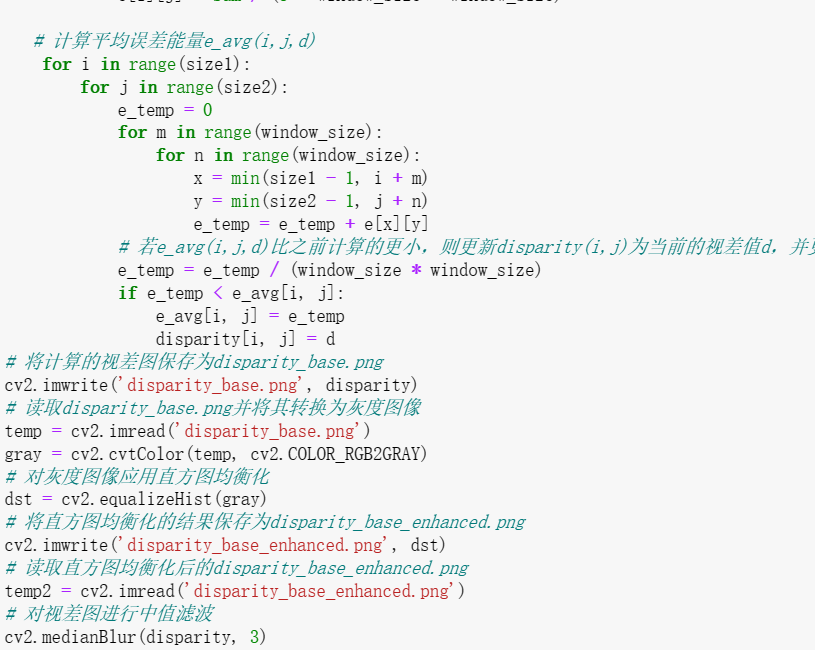 # 计算平均误差能量e_avg(i,j,d)
for i in range(size1):
for j in range(size2):
e_temp = 0
for m in range(window_size):
for n in range(window_size):
x = min(size1 - 1, i + m)
y = min(size2 - 1, j + n)
e_temp = e_temp + e[x][y]
# 若e_avg(i,j,d)比之前计算的更小，则更新disparity(i,j)为当前的视差值d，并
e_temp = e_temp / (window_size * window_size)
if e_temp < e_avg[i, j]:
e_avg[i, j] = e_temp
disparity[i, j] = d
# 将计算的视差图保存为disparity_base.png
cv2.imwrite('disparity_base.png', disparity)
# 读取disparity_base.png并将其转换为灰度图像
temp = cv2.imread('disparity_base.png')
gray = cv2.cvtColor(temp, cv2.COLOR_RGB2GRAY)
# 对灰度图像应用直方图均衡化
dst = cv2.equalizeHist(gray)
# 将直方图均衡化的结果保存为disparity_base_enhanced.png
cv2.imwrite('disparity_base_enhanced.png', dst)
# 读取直方图均衡化后的disparity_base_enhanced.png
temp2 = cv2.imread('disparity_base_enhanced.png')
# 对视差图进行中值滤波
cv2.medianBlur(disparity, 3)